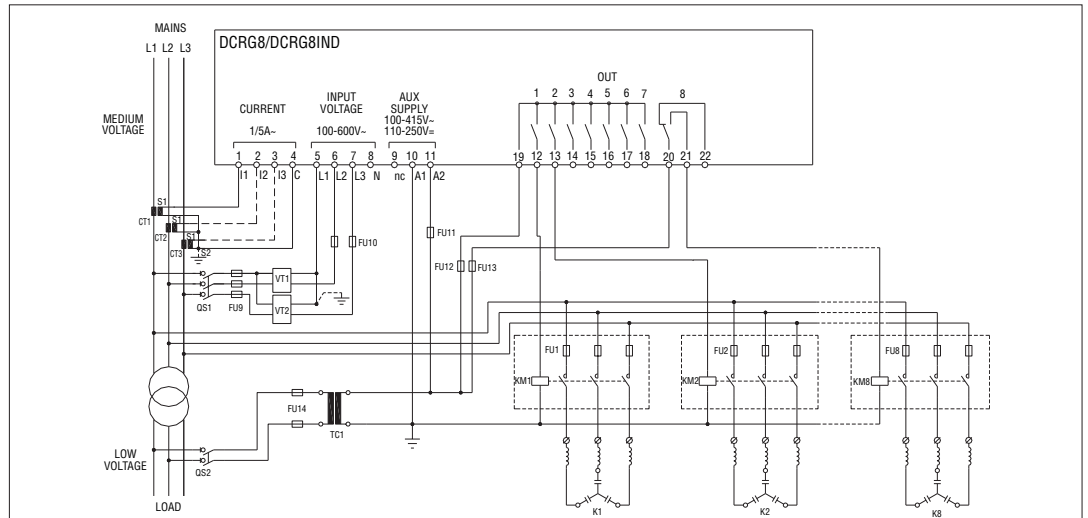 MAINS
L1 L2 L3
DCRG8/DCRG8IND
MEDIUM
VOLTAGE
CURRENT
1/5A~
INPUT
VOLTAGE
100-600V~
AUX
SUPPLY
100-415V~
110-250V=
OUT
1 2 3 4 5 6 7 8
1 2 3 4 5 6 7 8 9 10 11 19 12 13 14 15 16 17 18 20 21 22
I1 I2 I3 C L1 L2 L3 N nc A1 A2
S1
CT1
S1
CT2
S1
CT3
S2
FU10
FU11
FU12
FU13
QS1
FU9
VT1
VT2
FU1
FU2
FU8
KM1
KM2
KM8
FU14
TC1
LOW
VOLTAGE
QS2
K1
K2
K8
LOAD